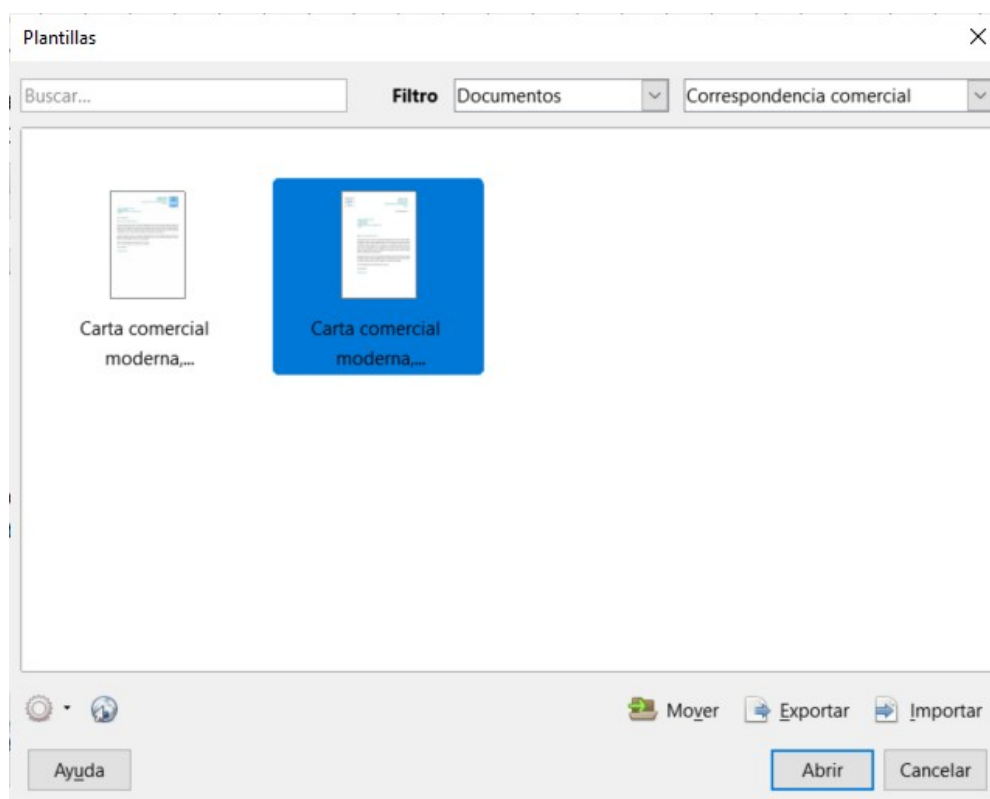 Plantillas
Buscar...
Filtro
Documentos
Correspondencia comercial
Carta comercial
moderna,...
Carta comercial
moderna,...
Mover
Exportar
Importar
Ayuda
Abrir
Cancelar